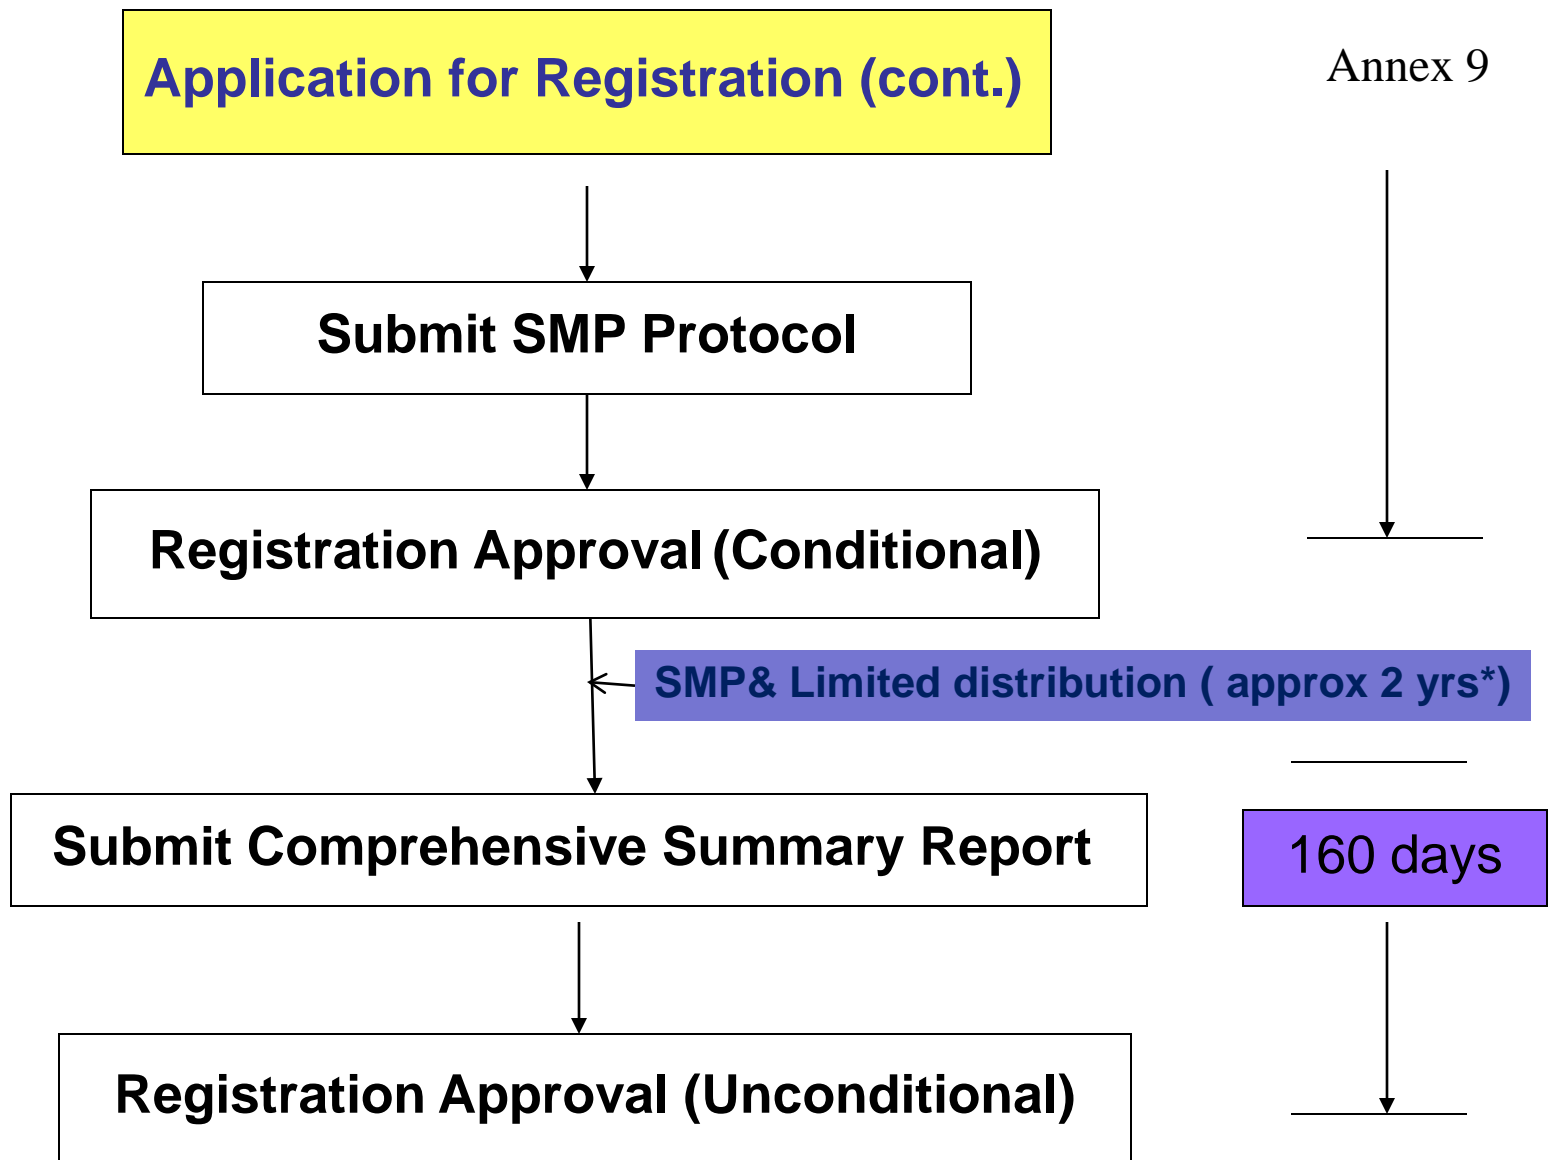 Application for Registration (cont.)
Annex 9
Submit SMP Protocol
Registration Approval (Conditional)
SMP& Limited distribution ( approx 2 yrs*)
Submit Comprehensive Summary Report
160 days
Registration Approval (Unconditional)